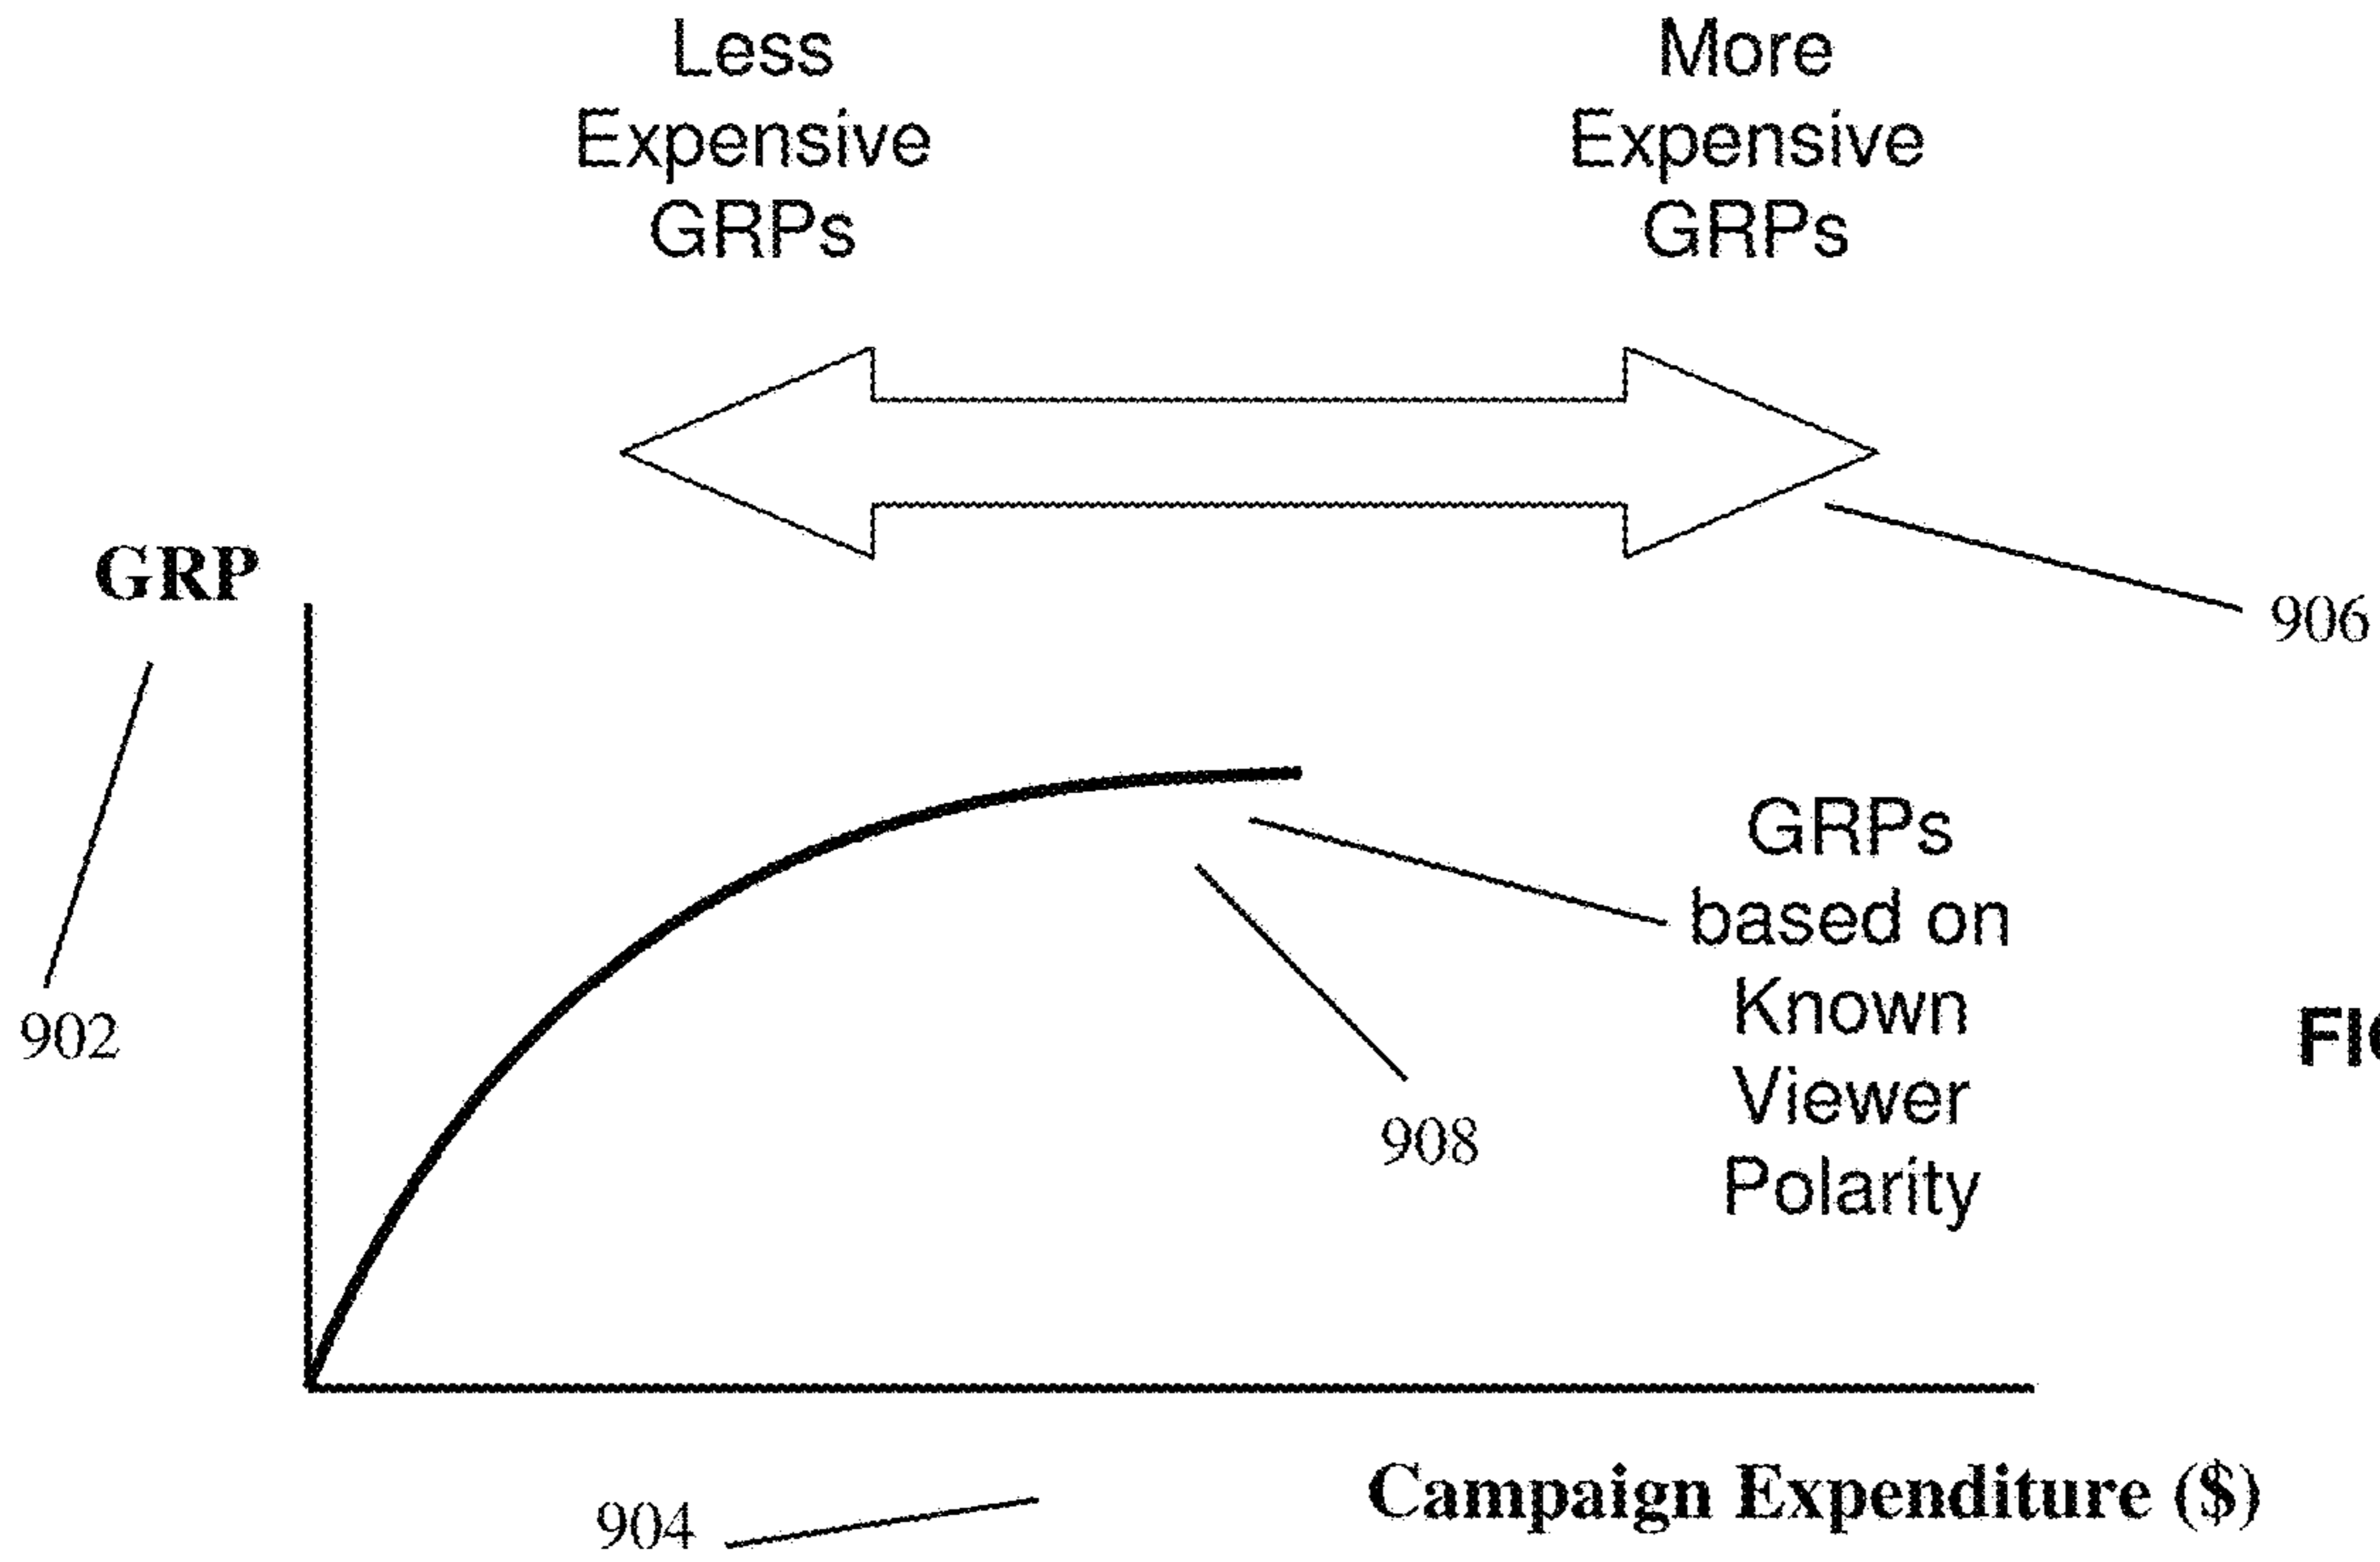 Less
Expensive
GRPs
More
Expensive
GRPs
GRP
906
GRPs
based on
Known
Viewer
Polarity
902
908
904
Campaign Expenditure ($)